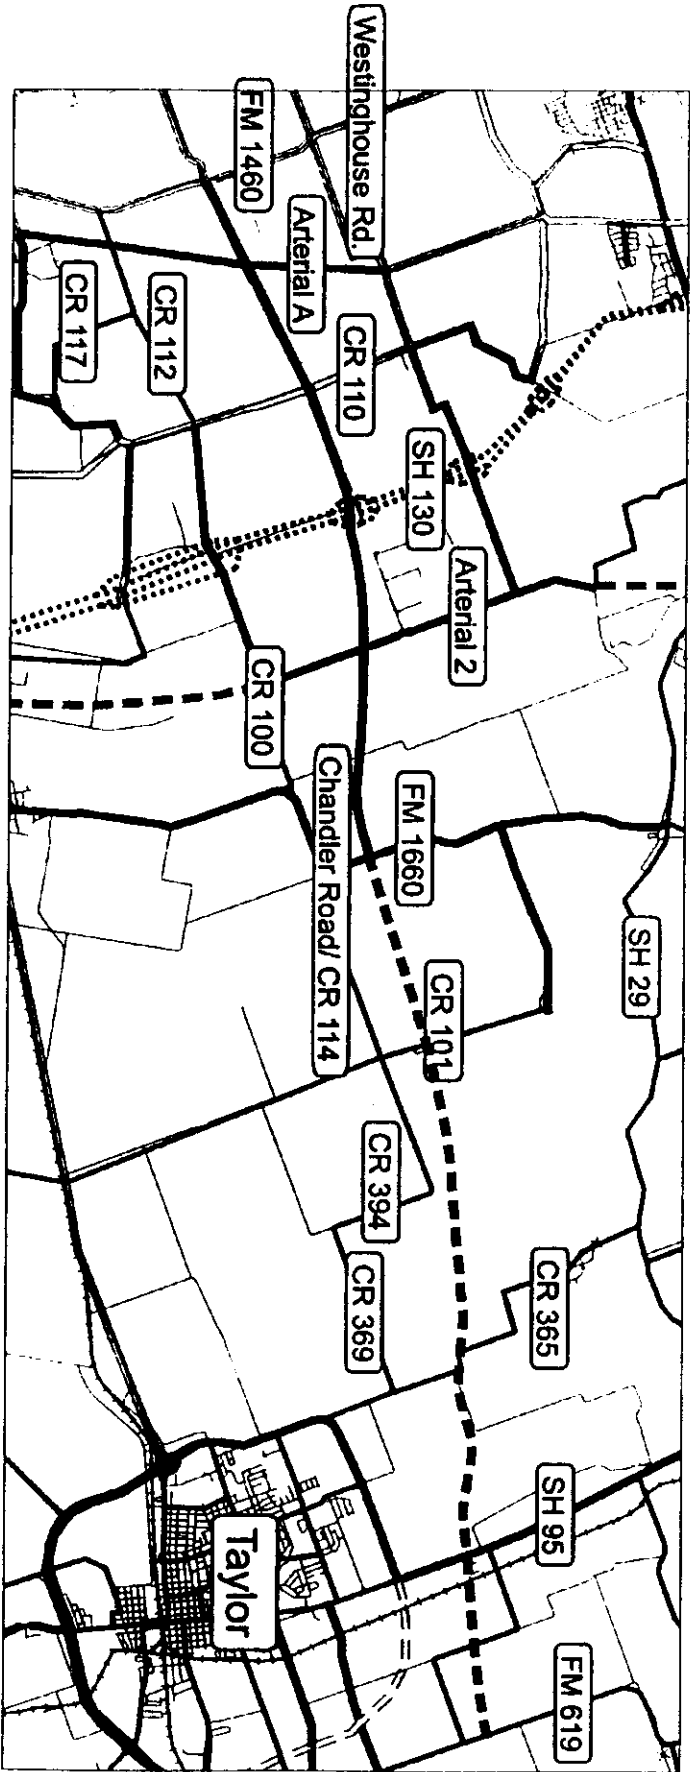 Westinghouse Rd.
FM 1460
Arterial A
CR 117
CR 112
CR 110
SH 130
Arterial 2
CR 100
Chandler Road/ CR 114
FM 1660
SH 29
CR 101
CR 394
CR 369
CR 365
SH 95
Taylor
FM 619